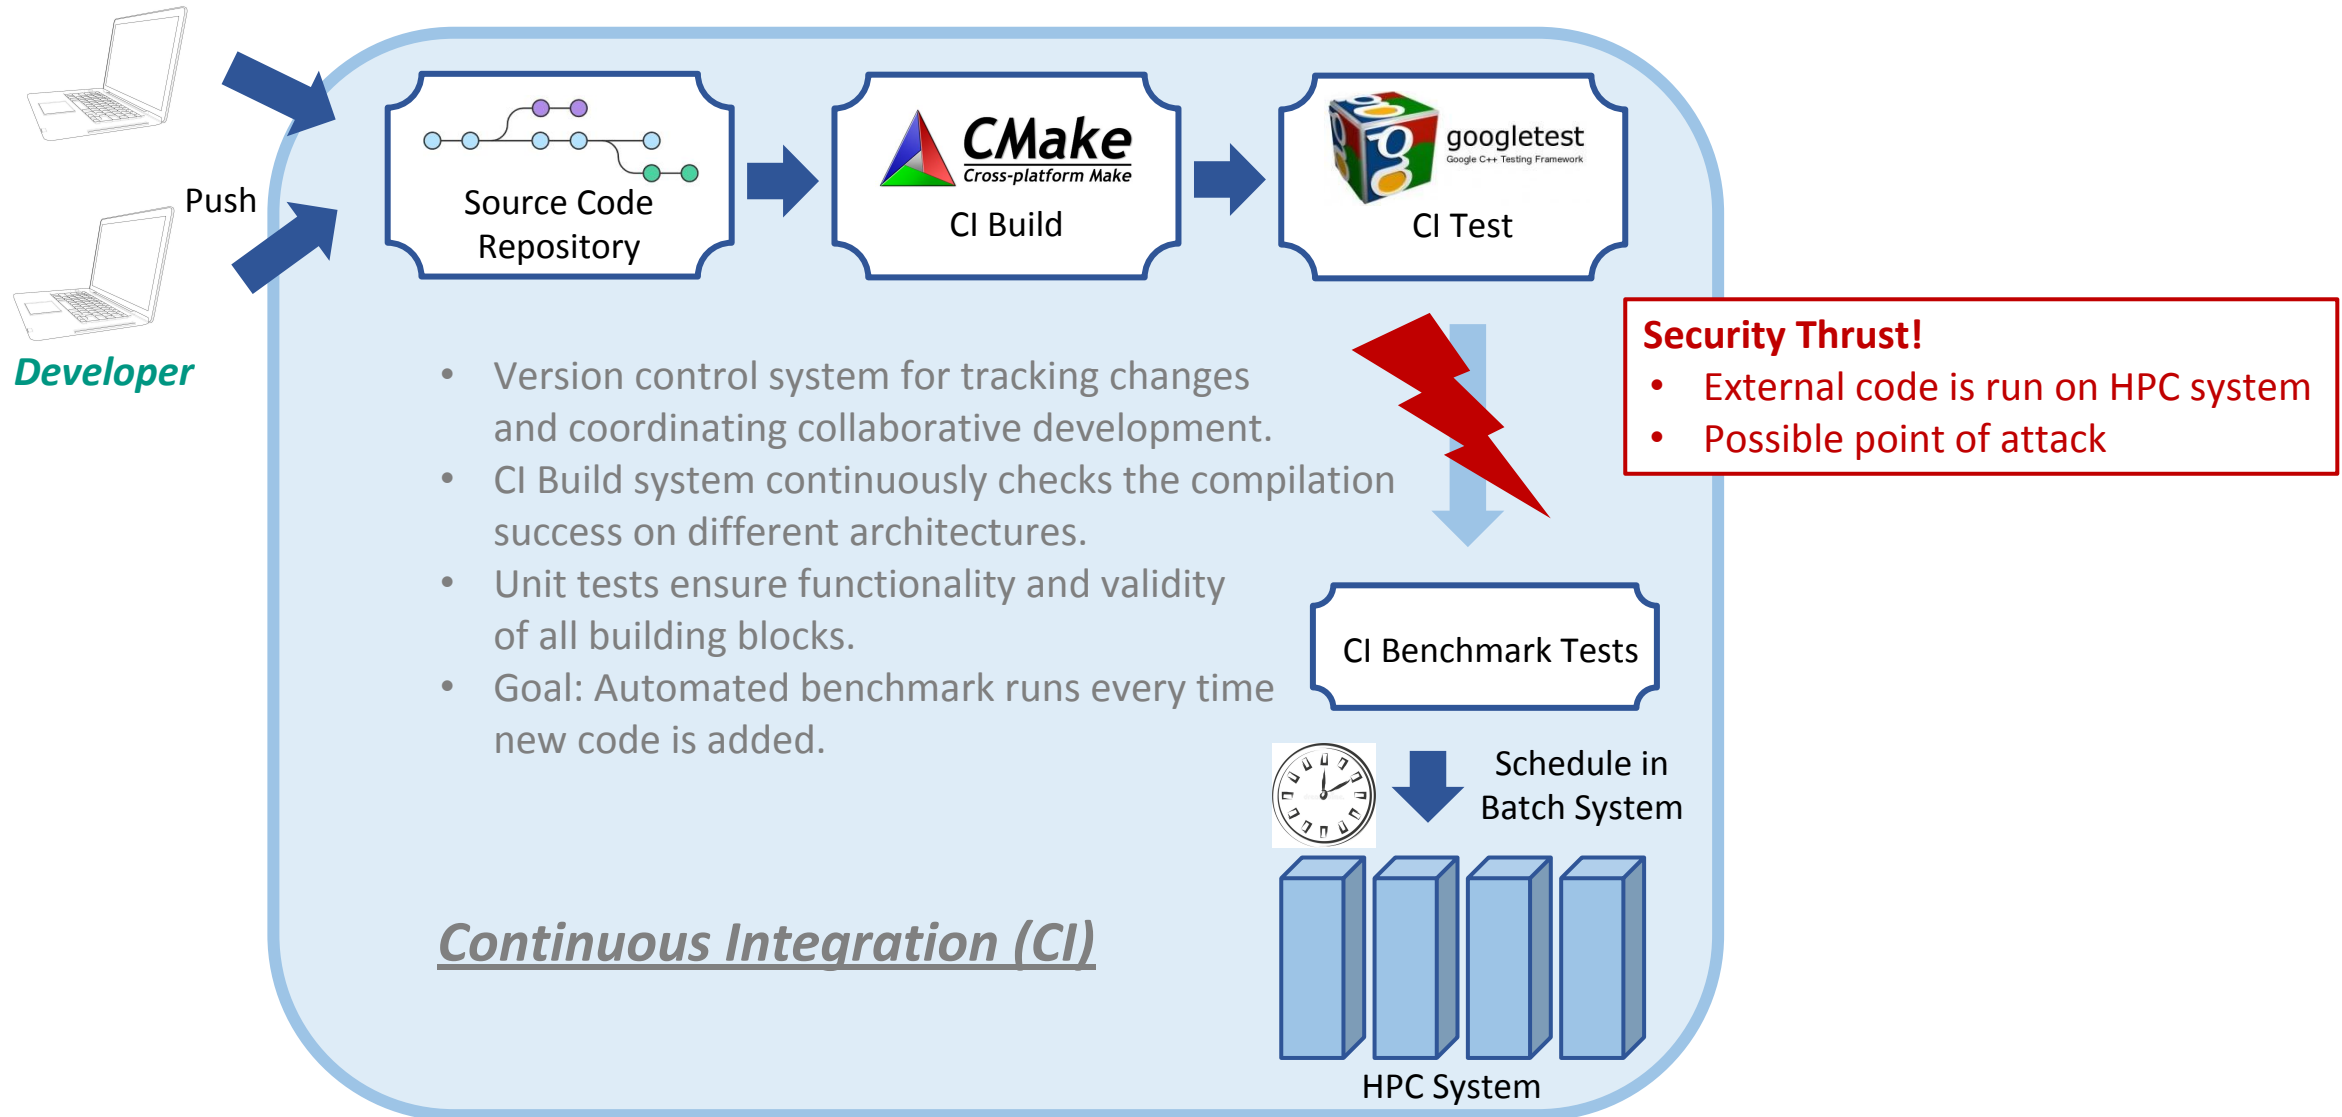 Push
Developer
Source Code
Repository
CMake
Cross-platform Make
CI Build
googletest
Google C++ Testing Framework
CI Test
Security Thrust!
• External code is run on HPC system
• Possible point of attack
• Version control system for tracking changes
and coordinating collaborative development.
• CI Build system continuously checks the compilation
success on different architectures.
• Unit tests ensure functionality and validity
of all building blocks.
• Goal: Automated benchmark runs every time
new code is added.
CI Benchmark Tests
Schedule in
Batch System
Continuous Integration (CI)
HPC System